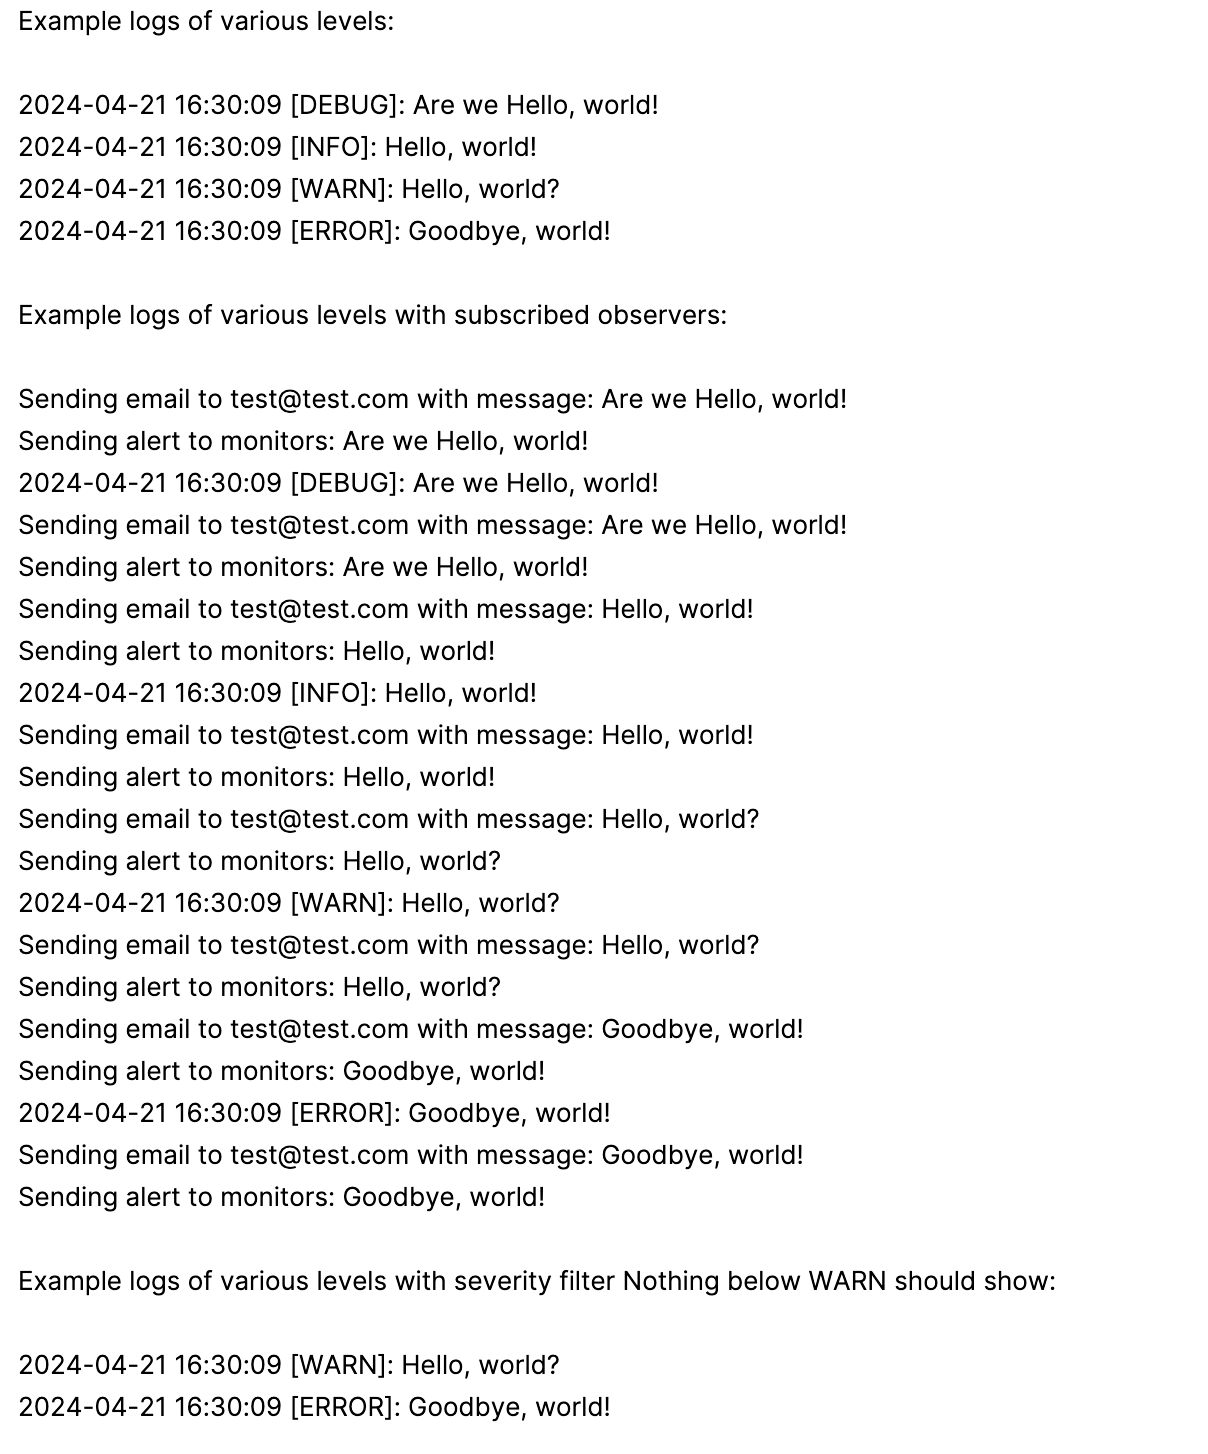 Example logs of various levels:
2024-04-21 16:30:09 [DEBUG]: Are we Hello, world!
2024-04-21 16:30:09 [INFO]: Hello, world!
2024-04-21 16:30:09 [WARN]: Hello, world?
2024-04-21 16:30:09 [ERROR]: Goodbye, world!
Example logs of various levels with subscribed observers:
Sending email to test@test.com with message: Are we Hello, world!
Sending alert to monitors: Are we Hello, world!
2024-04-21 16:30:09 [DEBUG]: Are we Hello, world!
Sending email to test@test.com with message: Are we Hello, world!
Sending alert to monitors: Are we Hello, world!
Sending email to test@test.com with message: Hello, world!
Sending alert to monitors: Hello, world!
2024-04-21 16:30:09 [INFO]: Hello, world!
Sending email to test@test.com with message: Hello, world!
Sending alert to monitors: Hello, world!
Sending email to test@test.com with message: Hello, world?
Sending alert to monitors: Hello, world?
2024-04-21 16:30:09 [WARN]: Hello, world?
Sending email to test@test.com with message: Hello, world?
Sending alert to monitors: Hello, world?
Sending email to test@test.com with message: Goodbye, world!
Sending alert to monitors: Goodbye, world!
2024-04-21 16:30:09 [ERROR]: Goodbye, world!
Sending email to test@test.com with message: Goodbye, world!
Sending alert to monitors: Goodbye, world!
Example logs of various levels with severity filter Nothing below WARN should show:
2024-04-21 16:30:09 [WARN]: Hello, world?
2024-04-21 16:30:09 [ERROR]: Goodbye, world!